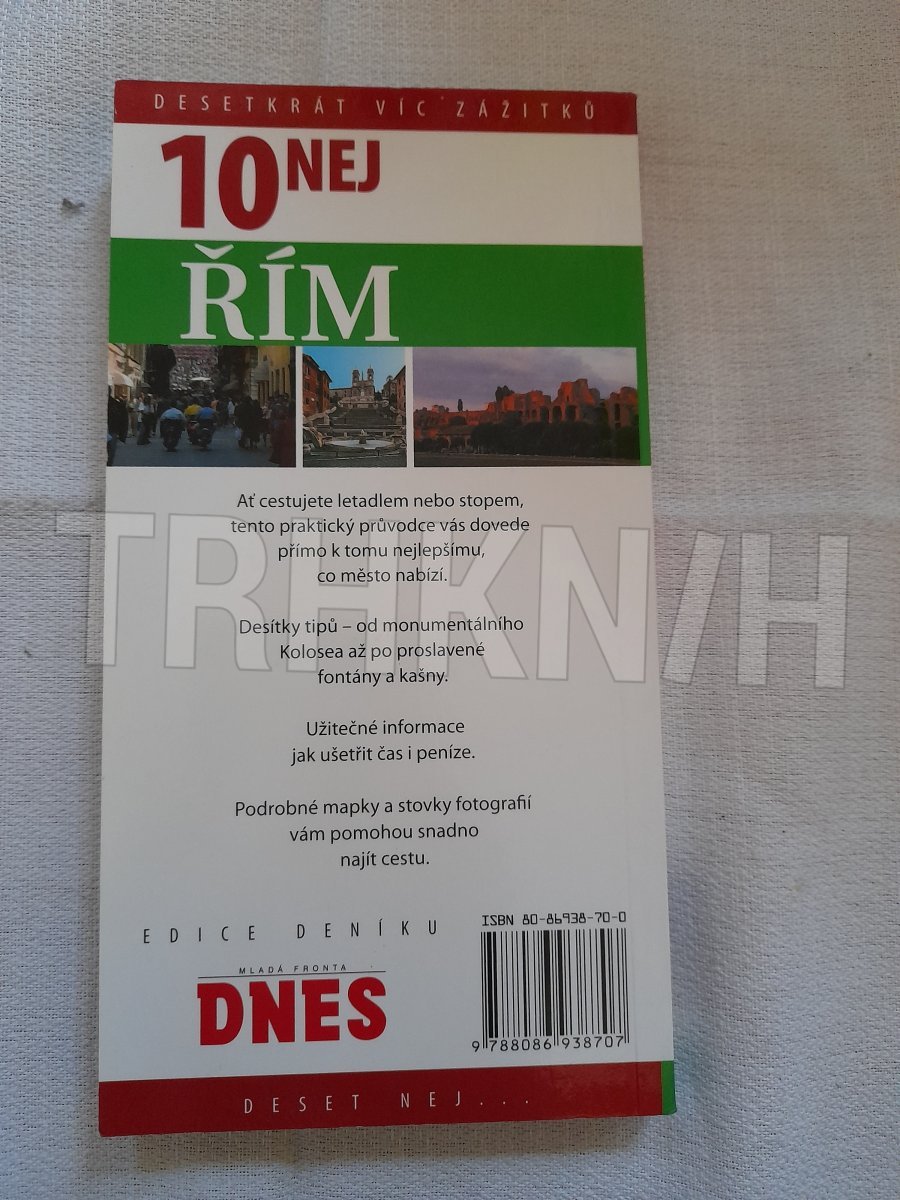 DESETKRÁT VÍC ZÁŽITKŮ
10 NEJ
ŘÍM
Ať cestujete letadlem nebo stopem,
tento praktický průvodce vás dovede
přímo k tomu nejlepšímu,
co město nabízí.
TRHKN/H
Desítky tipů – od monumentálního
Kolosea až po proslavené
fontány a kašny.
Užitečné informace
jak ušetřit čas i peníze.
Podrobné mapky a stovky fotografií
vám pomohou snadno
najít cestu.
EDICE DENÍKU
MLADÁ FRONTA
DNES
ISBN 80-86938-70-0
9 788086 938707
DESET NEJ...